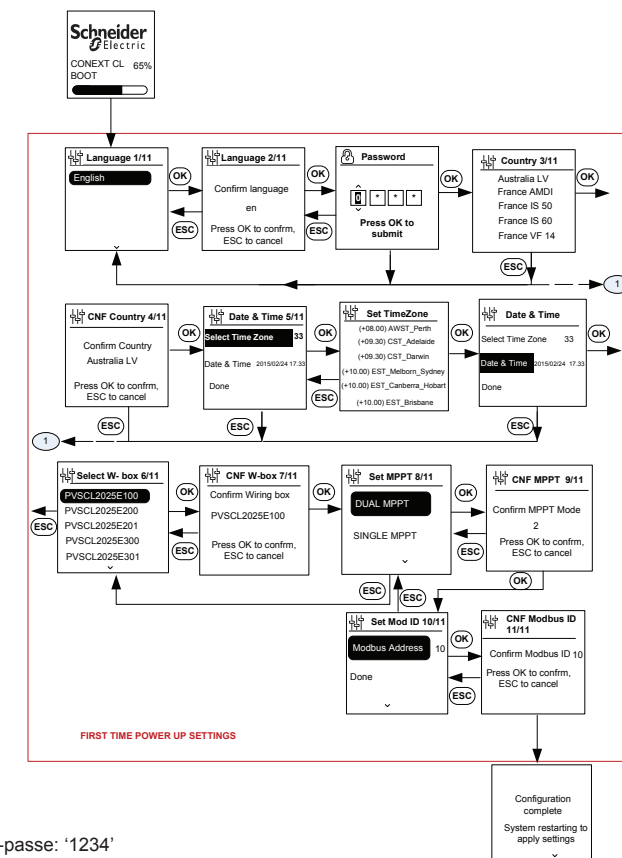 Schneider
Electric
CONEXT CL 65%
BOOT
Language 1/11
English
OK
ESC
Language 2/11
Confirm language
en
Press OK to confrm,
ESC to cancel
OK
ESC
Password
0 * * *
Press OK to
submit
OK
Country 3/11
Australia LV
France AMDI
France IS 50
France IS 60
France VF 14
OK
ESC
1
CNF Country 4/11
Confirm Country
Australia LV
Press OK to confrm,
ESC to cancel
OK
ESC
Date & Time 5/11
Select Time Zone 33
Date & Time 2015/02/24 17.33
Done
OK
ESC
ESC
Set TimeZone
(+08.00) AWST_Perth
(+09.30) CST_Adelaide
(+09.30) CST_Darwin
(+10.00) EST_Melborn_Sydney
(+10.00) EST_Canberra_Hobart
(+10.00) EST_Brisbane
OK
Date & Time
Select Time Zone 33
Date & Time 2015/02/24 17.33
Done
OK
ESC
1
Select W- box 6/11
PVSCL2025E100
PVSCL2025E200
PVSCL2025E201
PVSCL2025E300
PVSCL2025E301
ESC
OK
ESC
CNF W-box 7/11
Confirm Wiring box
PVSCL2025E100
Press OK to confrm,
ESC to cancel
OK
Set MPPT 8/11
DUAL MPPT
SINGLE MPPT
OK
ESC
ESC
ESC
CNF MPPT 9/11
Confirm MPPT Mode
2
Press OK to confrm,
ESC to cancel
OK
Set Mod ID 10/11
Modbus Address 10
Done
OK
ESC
CNF Modbus ID
11/11
Confirm Modbus ID 10
Press OK to confrm,
ESC to cancel
FIRST TIME POWER UP SETTINGS
Configuration
complete
System restarting to
apply settings
-passe: ‘1234’